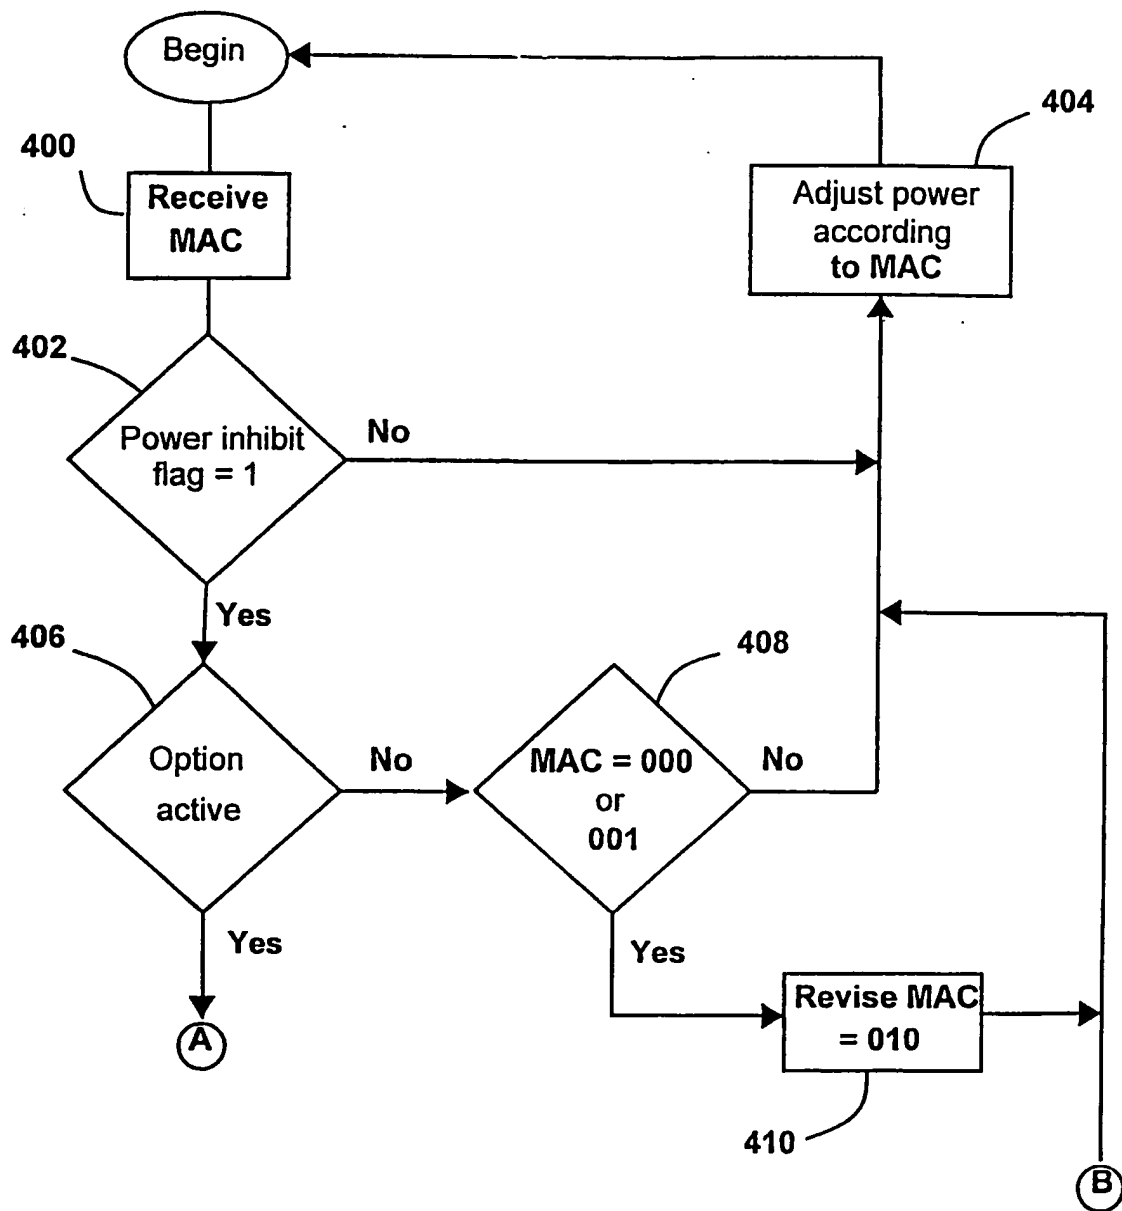 Begin
404
400
Receive
MAC
Adjust power
according
to MAC
402
Power inhibit
flag = 1
No
Yes
406
408
Option
active
No
MAC = 000
or
001
No
Yes
Yes
A
Revise MAC
= 010
410
B